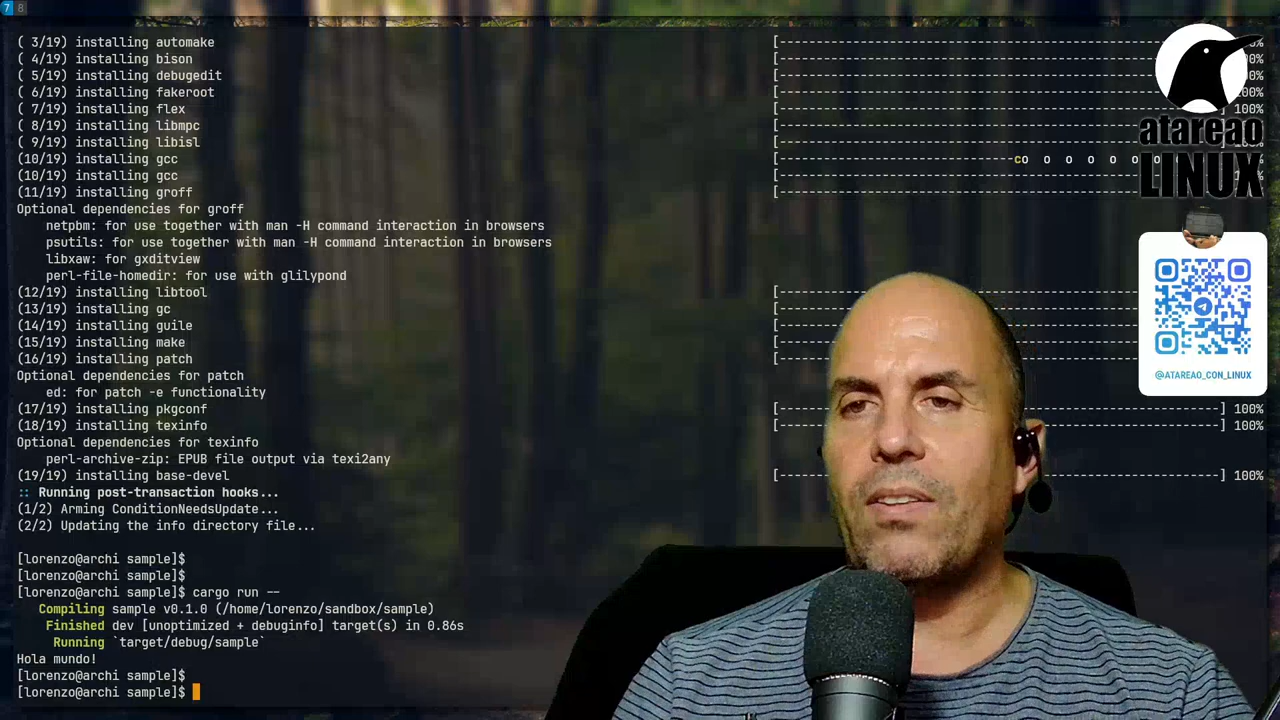 7 8
( 3/19) installing automake [----------------------------------------------------
( 4/19) installing bison [----------------------------------------------------
( 5/19) installing debugedit [----------------------------------------------------
( 6/19) installing fakeroot [----------------------------------------------------
( 7/19) installing flex [---------------------------------------------------- 100%
( 8/19) installing libmpc [----------------------------------------------------
( 9/19) installing libisl [----------------------------------------------------
(10/19) installing gcc [--------------------------------co o o o o o o
(10/19) installing gcc [----------------------------------------------------
(11/19) installing groff [----------------------------------------------------
Optional dependencies for groff
netpbm: for use together with man -H command interaction in browsers
psutils: for use together with man -H command interaction in browsers
libxaw: for gxditview
perl-file-homedir: for use with glilypond
(12/19) installing libtool [----------------------------------------------------
(13/19) installing gc [-------
(14/19) installing guile [-------
(15/19) installing make [-------
(16/19) installing patch [-------
Optional dependencies for patch
ed: for patch -e functionality
(17/19) installing pkgconf [------- ----------------------------] 100%
(18/19) installing texinfo [------- ----------------------------] 100%
Optional dependencies for texinfo
perl-archive-zip: EPUB file output via texi2any
(19/19) installing base-devel [------- ----------------------------] 100%
:: Running post-transaction hooks...
(1/2) Arming ConditionNeedsUpdate...
(2/2) Updating the info directory file...
[lorenzo@archi sample]$
[lorenzo@archi sample]$
[lorenzo@archi sample]$ cargo run --
Compiling sample v0.1.0 (/home/lorenzo/sandbox/sample)
Finished dev [unoptimized + debuginfo] target(s) in 0.86s
Running `target/debug/sample`
Hola mundo!
[lorenzo@archi sample]$
[lorenzo@archi sample]$
atareao
LINUX
@ATAREAO_CON_LINUX